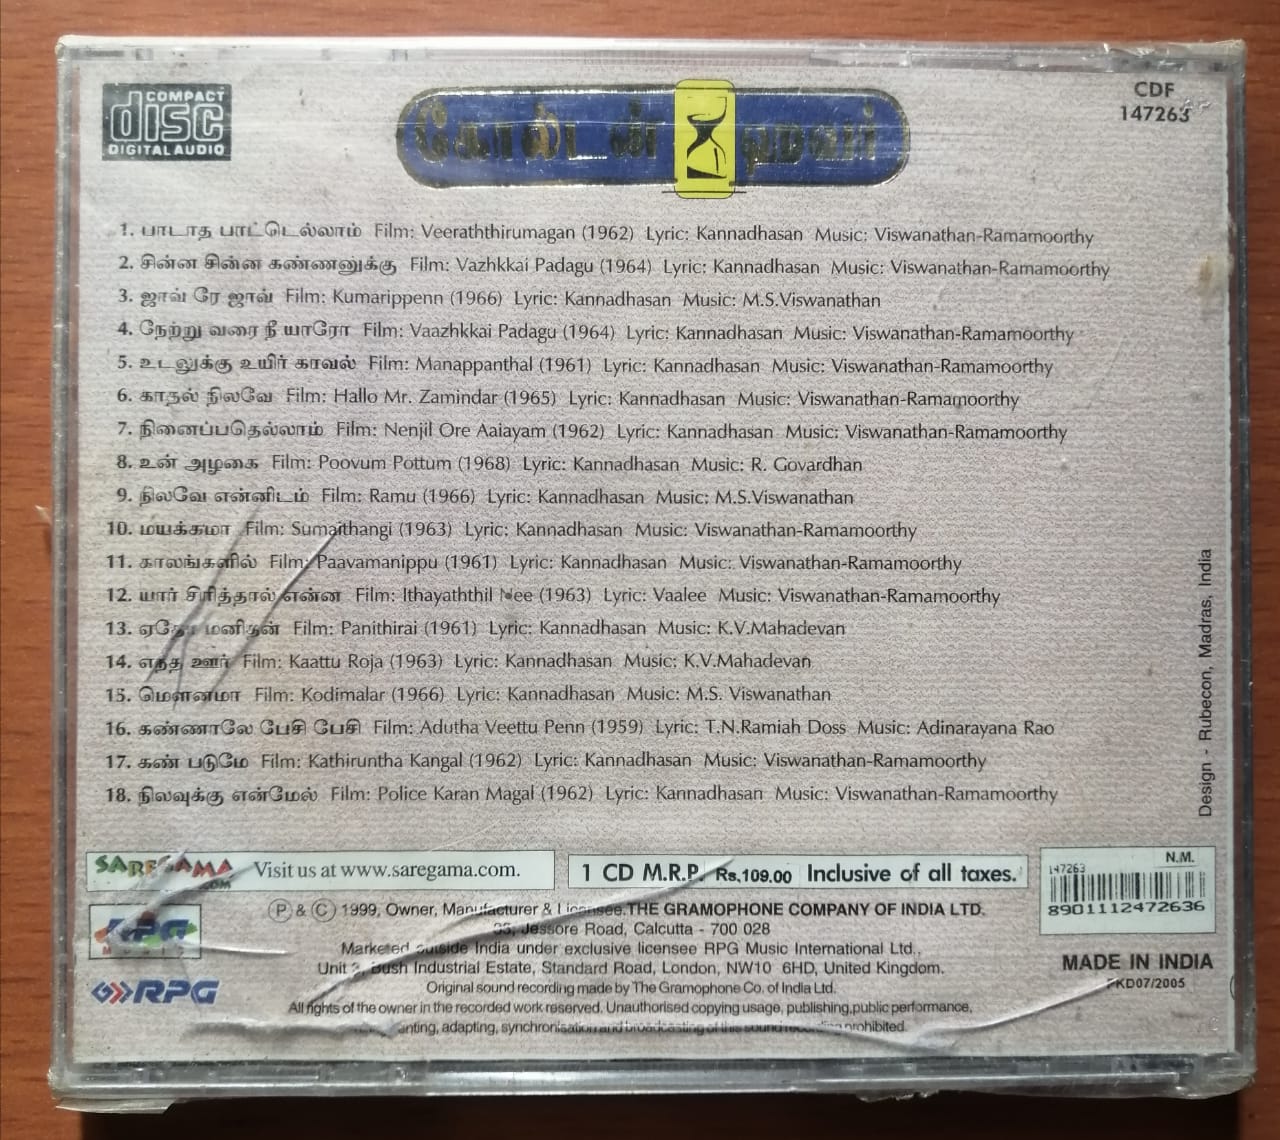 COMPACT
disc
DIGITAL AUDIO
கோல்டன் ஹவர்
CDF
147263
1. பாடாத பாட்டெல்லாம் Film: Veeraththirumagan (1962) Lyric: Kannadhasan Music: Viswanathan-Ramamoorthy
2. சின்ன சின்ன கண்ணனுக்கு Film: Vazhkkai Padagu (1964) Lyric: Kannadhasan Music: Viswanathan-Ramamoorthy
3. ஜாவ் ரே ஜாவ் Film: Kumarippenn (1966) Lyric: Kannadhasan Music: M.S.Viswanathan
4. நேற்று வரை நீ யாரோ Film: Vaazhkkai Padagu (1964) Lyric: Kannadhasan Music: Viswanathan-Ramamoorthy
5. உடலுக்கு உயிர் காவல் Film: Manappanthal (1961) Lyric: Kannadhasan Music: Viswanathan-Ramamoorthy
6. காதல் நிலவே Film: Hallo Mr. Zamindar (1965) Lyric: Kannadhasan Music: Viswanathan-Ramamoorthy
7. நினைப்பதெல்லாம் Film: Nenjil Ore Aaiayam (1962) Lyric: Kannadhasan Music: Viswanathan-Ramamoorthy
8. உன் அழகை Film: Poovum Pottum (1968) Lyric: Kannadhasan Music: R. Govardhan
9. நிலவே என்னிடம் Film: Ramu (1966) Lyric: Kannadhasan Music: M.S.Viswanathan
10. மயக்கமா Film: Sumaithangi (1963) Lyric: Kannadhasan Music: Viswanathan-Ramamoorthy
11. காலங்களில் Film: Paavamanippu (1961) Lyric: Kannadhasan Music: Viswanathan-Ramamoorthy
12. யார் சிரித்தால் என்ன Film: Ithayaththil Nee (1963) Lyric: Vaalee Music: Viswanathan-Ramamoorthy
13. ஏதோ மனிதன் Film: Panithirai (1961) Lyric: Kannadhasan Music: K.V.Mahadevan
14. எந்த ஊர் Film: Kaattu Roja (1963) Lyric: Kannadhasan Music: K.V.Mahadevan
15. மௌனமா Film: Kodimalar (1966) Lyric: Kannadhasan Music: M.S. Viswanathan
16. கண்ணாலே பேசி பேசி Film: Adutha Veettu Penn (1959) Lyric: T.N.Ramiah Doss Music: Adinarayana Rao
17. கண் படுமே Film: Kathiruntha Kangal (1962) Lyric: Kannadhasan Music: Viswanathan-Ramamoorthy
18. நிலவுக்கு என்மேல் Film: Police Karan Magal (1962) Lyric: Kannadhasan Music: Viswanathan-Ramamoorthy
Design - Rubecon, Madras, India
SAREGAMA .COM Visit us at www.saregama.com.
1 CD M.R.P. Rs.109.00 Inclusive of all taxes.
N.M.
147263
8901112472636
RPG
MUSIC
RPG
Ⓟ & Ⓒ 1999, Owner, Manufacturer & Licensee.THE GRAMOPHONE COMPANY OF INDIA LTD.
33, Jessore Road, Calcutta - 700 028
Marketed outside India under exclusive licensee RPG Music International Ltd.,
Unit Bush Industrial Estate, Standard Road, London, NW10 6HD, United Kingdom.
Original sound recording made by The Gramophone Co. of India Ltd.
All rights of the owner in the recorded work reserved. Unauthorised copying usage, publishing,public performance,
adapting, synchronisation and broadcasting of this sound recording prohibited.
MADE IN INDIA
PKD07/2005